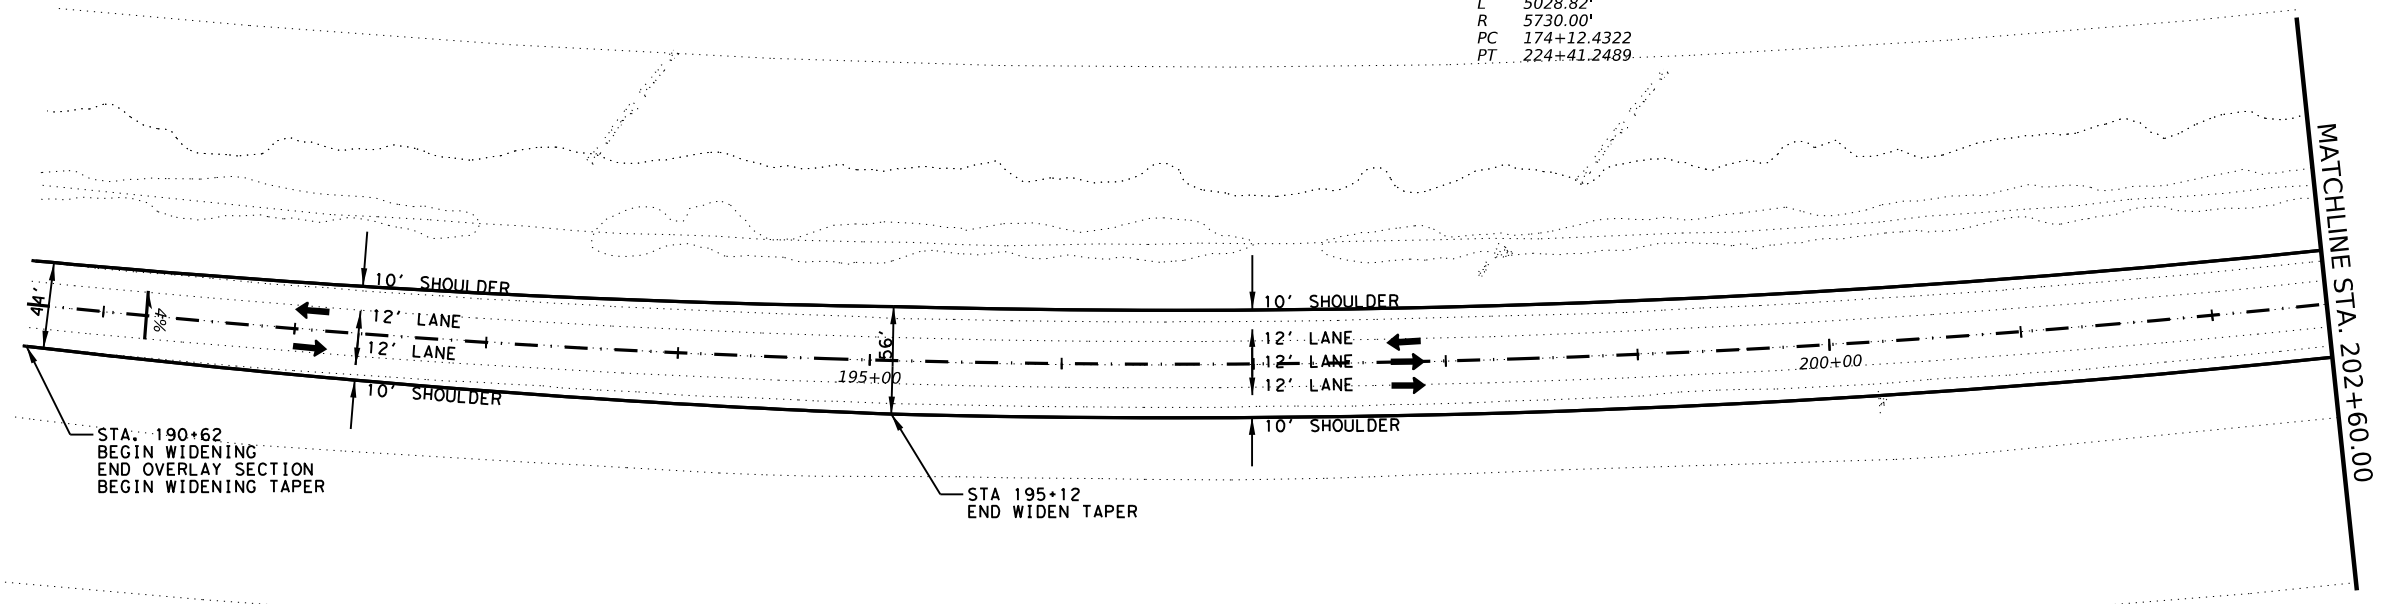 L 5028.82'
R 5730.00'
PC 174+12.4322
PT 224+41.2489
MATCHLINE STA. 202+60.00
44'
4%
10' SHOULDER
12' LANE
12' LANE
10' SHOULDER
56'
195+00
10' SHOULDER
12' LANE
12' LANE
12' LANE
10' SHOULDER
200+00
STA. 190+62
BEGIN WIDENING
END OVERLAY SECTION
BEGIN WIDENING TAPER
STA 195+12
END WIDEN TAPER